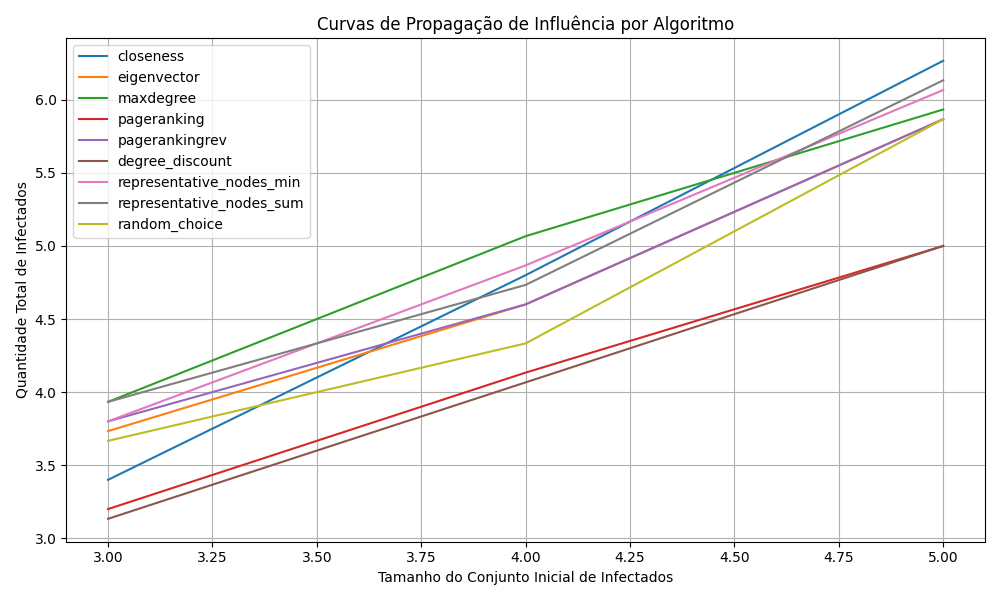 Curvas de Propagação de Influência por Algoritmo
closeness
eigenvector
maxdegree
pageranking
pagerankingrev
degree_discount
representative_nodes_min
representative_nodes_sum
random_choice
Quantidade Total de Infectados
6.0
5.5
5.0
4.5
4.0
3.5
3.0
3.00 3.25 3.50 3.75 4.00 4.25 4.50 4.75 5.00
Tamanho do Conjunto Inicial de Infectados